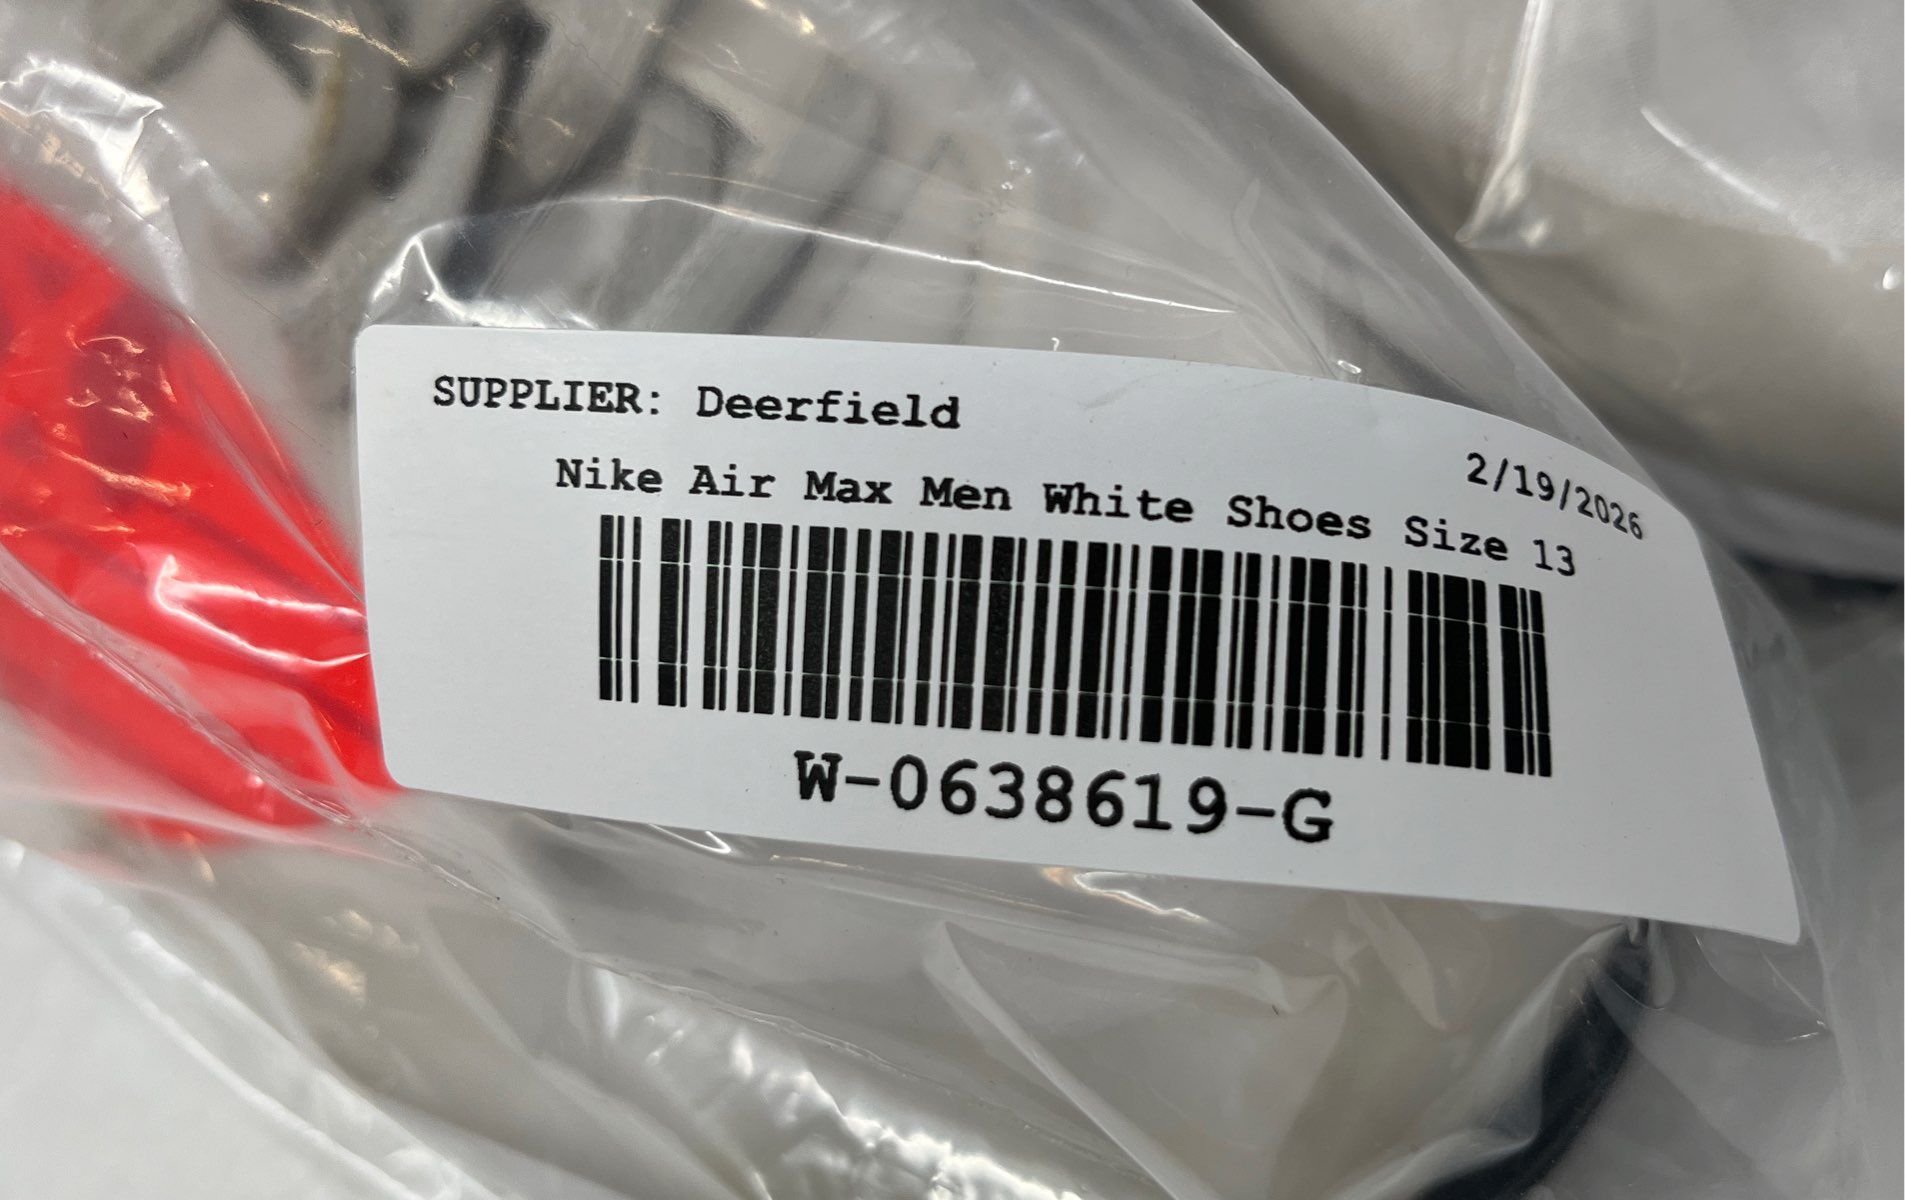 SUPPLIER: Deerfield
2/19/2026
Nike Air Max Men White Shoes Size 13
W-0638619-G